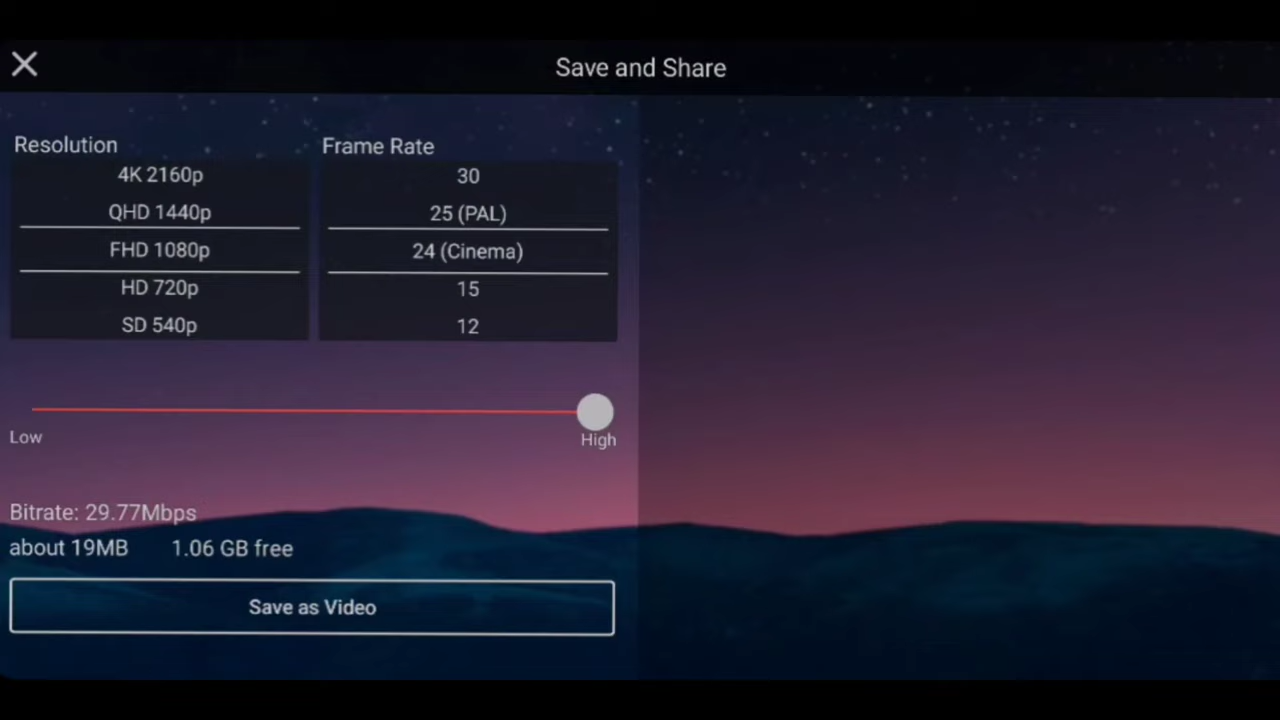 Save and Share
Resolution
4K 2160p
QHD 1440p
FHD 1080p
HD 720p
SD 540p
Frame Rate
30
25 (PAL)
24 (Cinema)
15
12
Low
High
Bitrate: 29.77Mbps
about 19MB 1.06 GB free
Save as Video